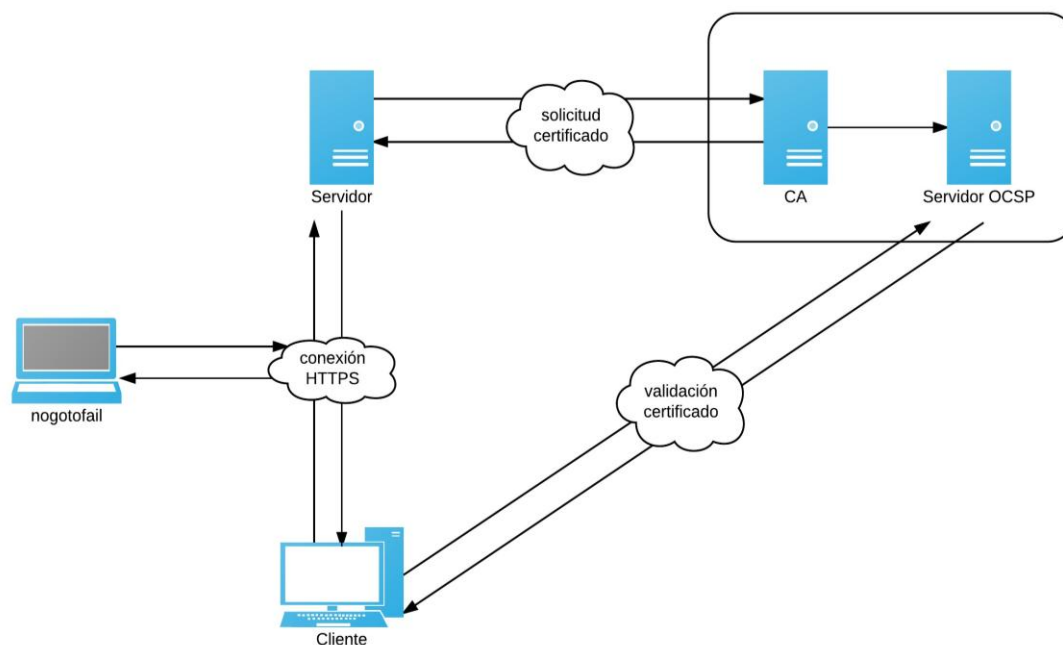 solicitud
certificado
Servidor
CA
Servidor OCSP
conexión
HTTPS
nogotofail
validación
certificado
Cliente